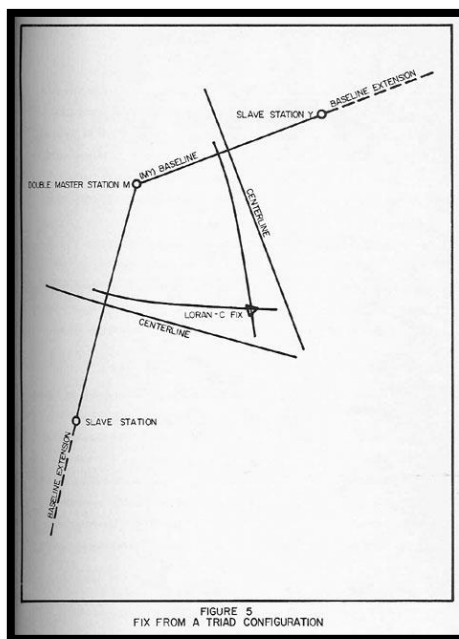 BASELINE EXTENSION
SLAVE STATION Y
(MY) BASELINE
DOUBLE MASTER STATION M
CENTERLINE
LORAN-C FIX
CENTERLINE
SLAVE STATION
BASELINE EXTENSION
FIGURE 5
FIX FROM A TRIAD CONFIGURATION